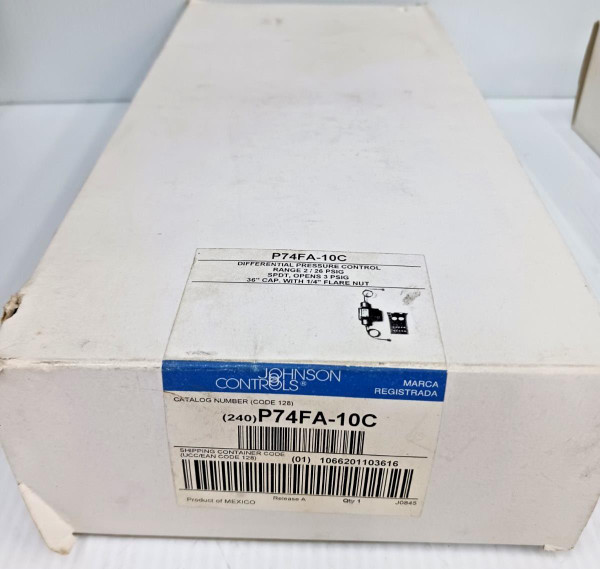 P74FA-10C
DIFFERENTIAL PRESSURE CONTROL
RANGE 2 / 26 PSIG
SPDT, OPENS 3 PSIG
36" CAP. WITH 1/4" FLARE NUT
JOHNSON
CONTROLS®
MARCA
REGISTRADA
CATALOG NUMBER (CODE 128)
(240)P74FA-10C
SHIPPING CONTAINER CODE
(UCC/EAN CODE 128)
(01) 1066201103616
Product of MEXICO Release A Qty 1 J0845